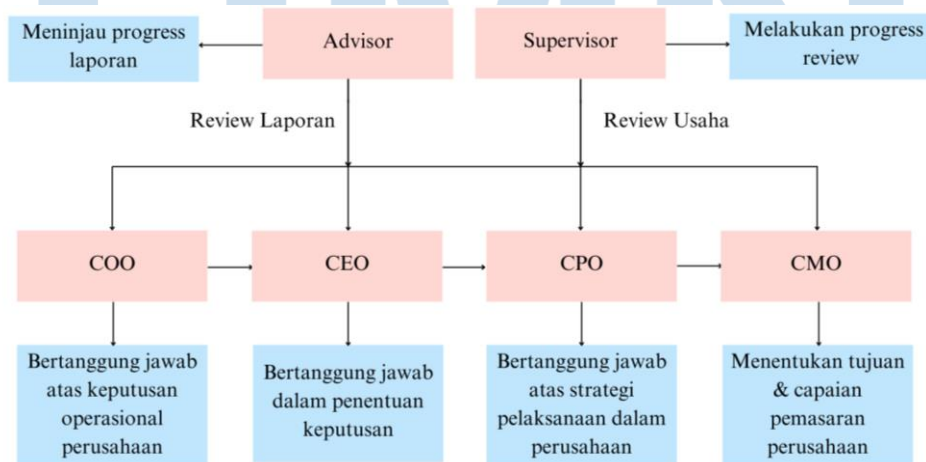 Meninjau progress
laporan
Advisor
Supervisor
Melakukan progress
review
Review Laporan
Review Usaha
COO
CEO
CPO
CMO
Bertanggung jawab
atas keputusan
operasional
perusahaan
Bertanggung jawab
dalam penentuan
keputusan
Bertanggung jawab
atas strategi
pelaksanaan dalam
perusahaan
Menentukan tujuan
& capaian
pemasaran
perusahaan